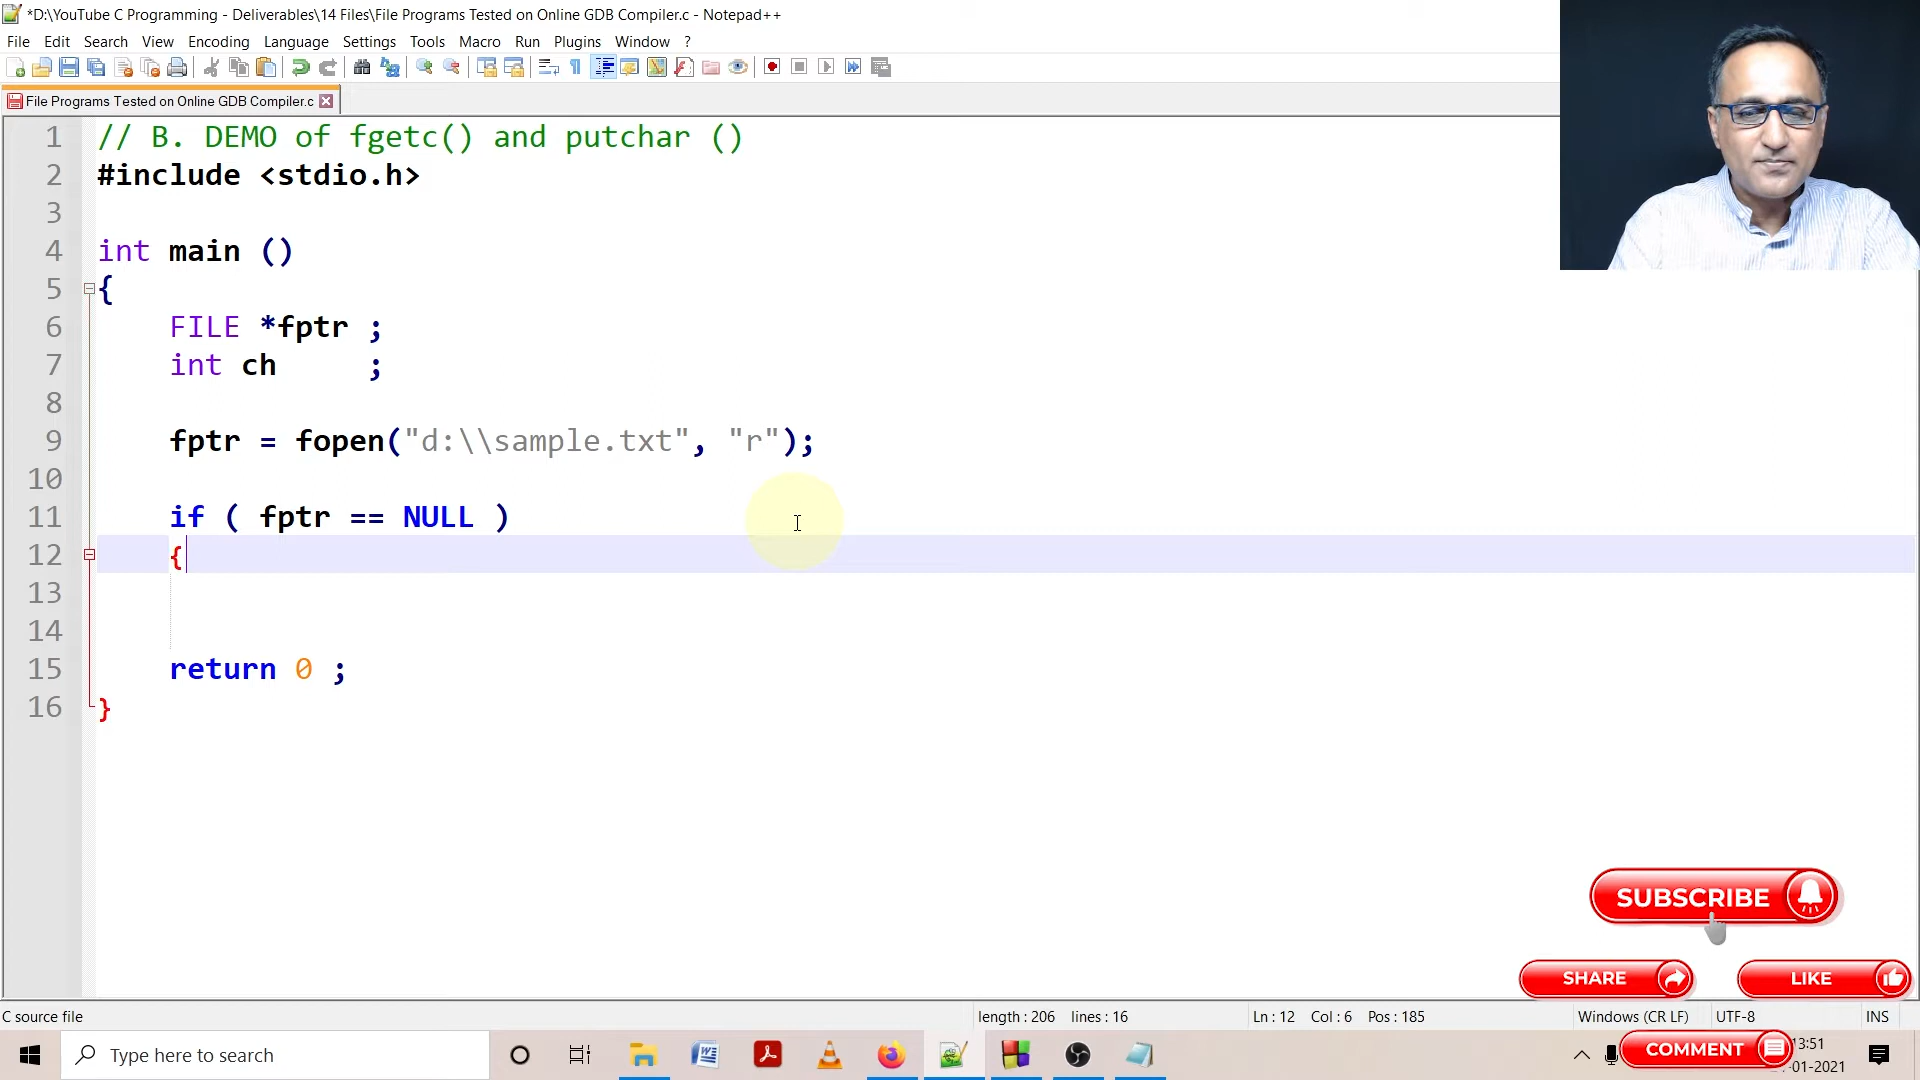 *D:\YouTube C Programming - Deliverables\14 Files\File Programs Tested on Online GDB Compiler.c - Notepad++
File Edit Search View Encoding Language Settings Tools Macro Run Plugins Window ?
File Programs Tested on Online GDB Compiler.c
1 // B. DEMO of fgetc() and putchar ()
2 #include <stdio.h>
3
4 int main ()
5 {
6 FILE *fptr ;
7 int ch ;
8
9 fptr = fopen("d:\\sample.txt", "r");
10
11 if ( fptr == NULL )
12 {
13
14
15 return 0 ;
16 }
SUBSCRIBE
SHARE LIKE
C source file length : 206 lines : 16 Ln : 12 Col : 6 Pos : 185 Windows (CR LF) UTF-8 INS
Type here to search
COMMENT
13:51
-01-2021